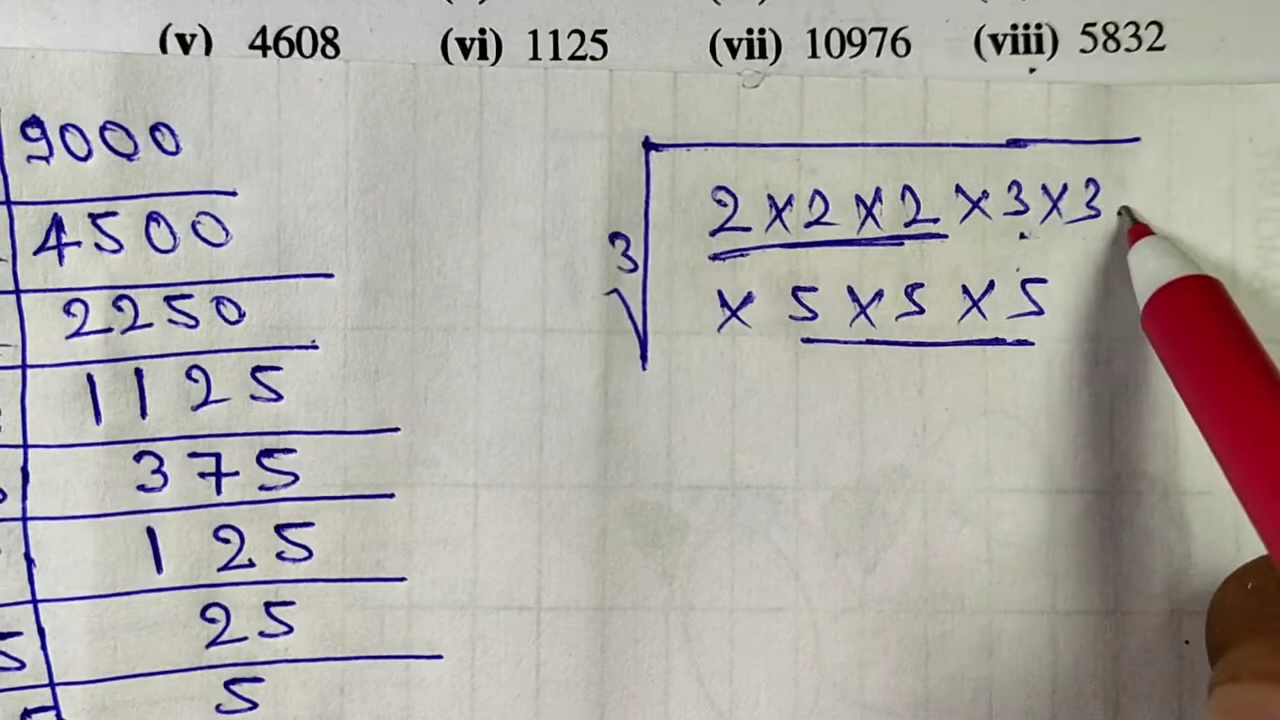 (v) 4608 (vi) 1125 (vii) 10976 (viii) 5832
9000
4500
2250
1125
375
125
5 25
5
3√ 2 × 2 × 2 × 3 × 3
× 5 × 5 × 5